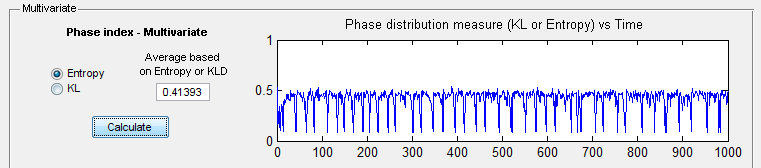 Multivariate
Phase index - Multivariate
Average based
on Entropy or KLD
Entropy
KL
0.41393
Calculate
Phase distribution measure (KL or Entropy) vs Time
1
0.5
0
0 100 200 300 400 500 600 700 800 900 1000